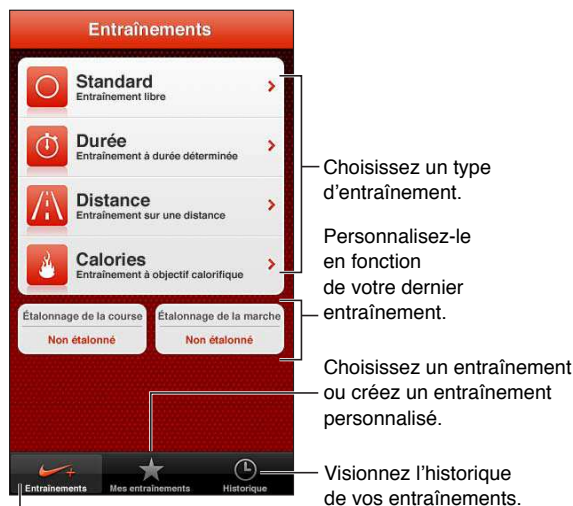 Entraînements
Standard
Entraînement libre
Durée
Entraînement à durée déterminée
Distance
Entraînement sur une distance
Calories
Entraînement à objectif calorifique
Étalonnage de la course
Non étalonné
Étalonnage de la marche
Non étalonné
Entraînements
Mes entraînements
Historique
Choisissez un type
d'entraînement.
Personnalisez-le
en fonction
de votre dernier
entraînement.
Choisissez un entraînement
ou créez un entraînement
personnalisé.
Visionnez l'historique
de vos entraînements.